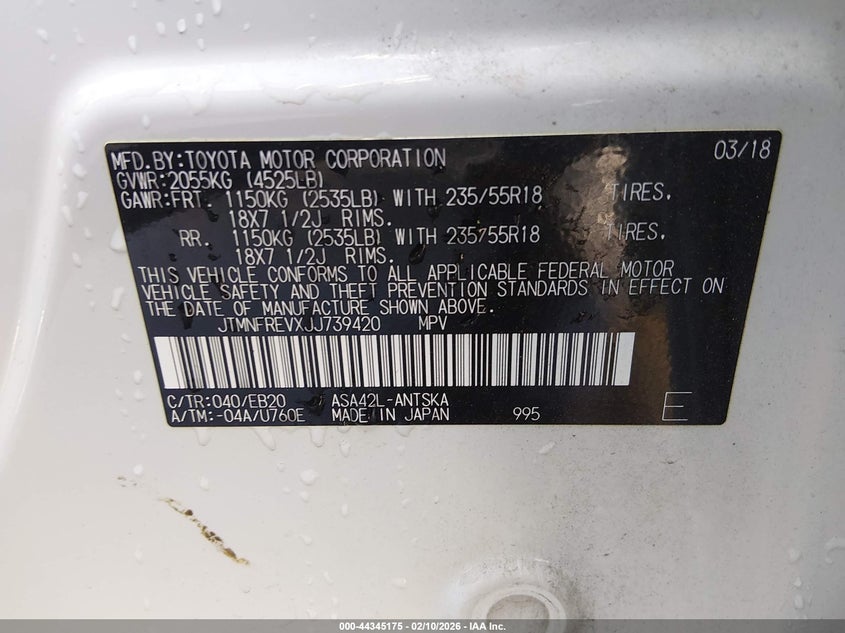 MFD.BY:TOYOTA MOTOR CORPORATION 03/18
GVWR:2055KG (4525LB)
GAWR:FRT. 1150KG (2535LB) WITH 235/55R18 TIRES.
18X7 1/2J RIMS.
RR. 1150KG (2535LB) WITH 235/55R18 TIRES.
18X7 1/2J RIMS.
THIS VEHICLE CONFORMS TO ALL APPLICABLE FEDERAL MOTOR
VEHICLE SAFETY AND THEFT PREVENTION STANDARDS IN EFFECT ON
THE DATE OF MANUFACTURE SHOWN ABOVE.
JTMNFREVXJJ739420 MPV
C/TR:040/EB20 ASA42L-ANTSKA
A/TM:-04A/U760E MADE IN JAPAN 995 E
000-44345175 - 02/10/2026 - IAA Inc.